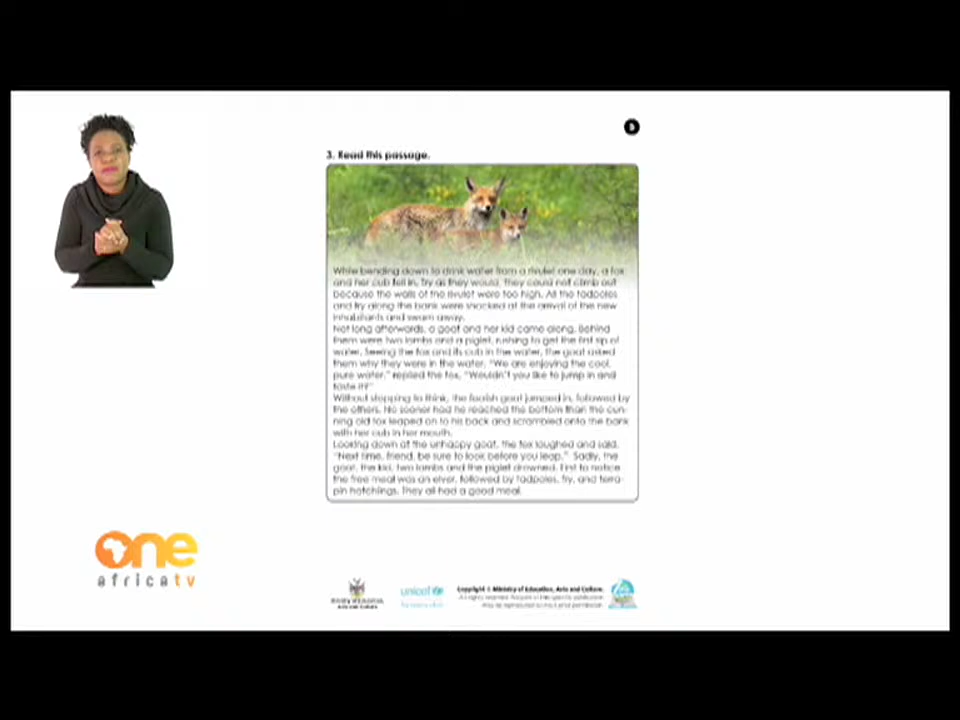 3. Read this passage.
While bending down to drink water from a rivulet one day, a fox
and her cub fell in. Try as they would, they could not climb out
because the walls of the rivulet were too high. All the tadpoles
and fry along the bank were shocked at the arrival of the new
inhabitants and swam away.
Not long afterwards, a goat and her kid came along. Behind
them were two lambs and a piglet, rushing to get the first sip of
water. Seeing the fox and its cub in the water, the goat asked
them why they were in the water. "We are enjoying the cool,
pure water," replied the fox, "Wouldn't you like to jump in and
taste it?"
Without stopping to think, the foolish goat jumped in, followed by
the others. No sooner had he reached the bottom than the cun-
ning old fox leaped on to his back and scrambled onto the bank
with her cub in her mouth.
Looking down at the unhappy goat, the fox laughed and said,
"Next time, friend, be sure to look before you leap." Sadly, the
goat, the kid, two lambs and the piglet drowned. First to notice
the free meal was an elver, followed by tadpoles, fry, and terra-
pin hatchlings. They all had a good meal.
one
africa tv
unicef
Copyright © Ministry of Education, Arts and Culture.